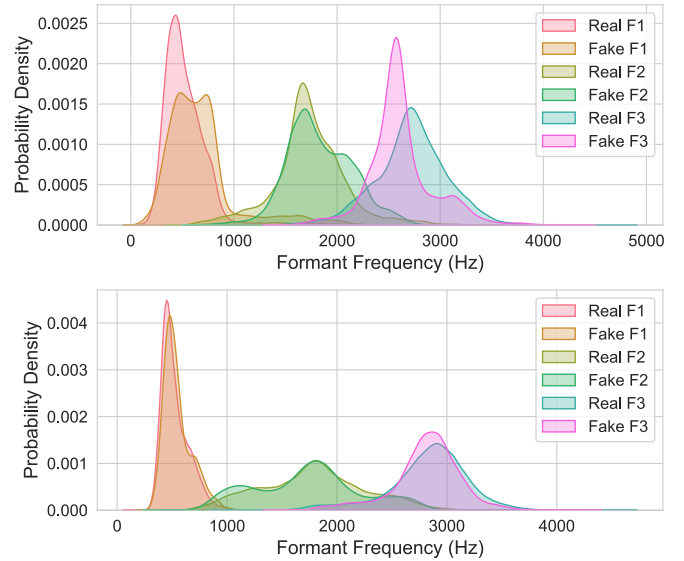 0.0025
0.0020
0.0015
0.0010
0.0005
0.0000
Probability Density
0 1000 2000 3000 4000 5000
Formant Frequency (Hz)
Real F1
Fake F1
Real F2
Fake F2
Real F3
Fake F3
0.004
0.003
0.002
0.001
0.000
Probability Density
0 1000 2000 3000 4000
Formant Frequency (Hz)
Real F1
Fake F1
Real F2
Fake F2
Real F3
Fake F3